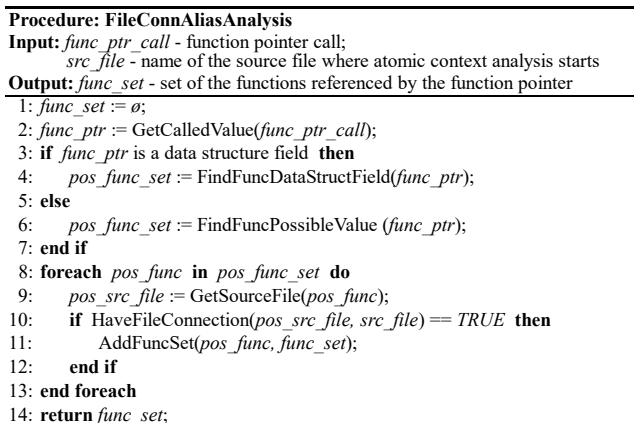 Procedure: FileConnAliasAnalysis
Input: func_ptr_call - function pointer call;
src_file - name of the source file where atomic context analysis starts
Output: func_set - set of the functions referenced by the function pointer
1: func_set := ø;
2: func_ptr := GetCalledValue(func_ptr_call);
3: if func_ptr is a data structure field then
4: pos_func_set := FindFuncDataStructField(func_ptr);
5: else
6: pos_func_set := FindFuncPossibleValue (func_ptr);
7: end if
8: foreach pos_func in pos_func_set do
9: pos_src_file := GetSourceFile(pos_func);
10: if HaveFileConnection(pos_src_file, src_file) == TRUE then
11: AddFuncSet(pos_func, func_set);
12: end if
13: end foreach
14: return func_set;